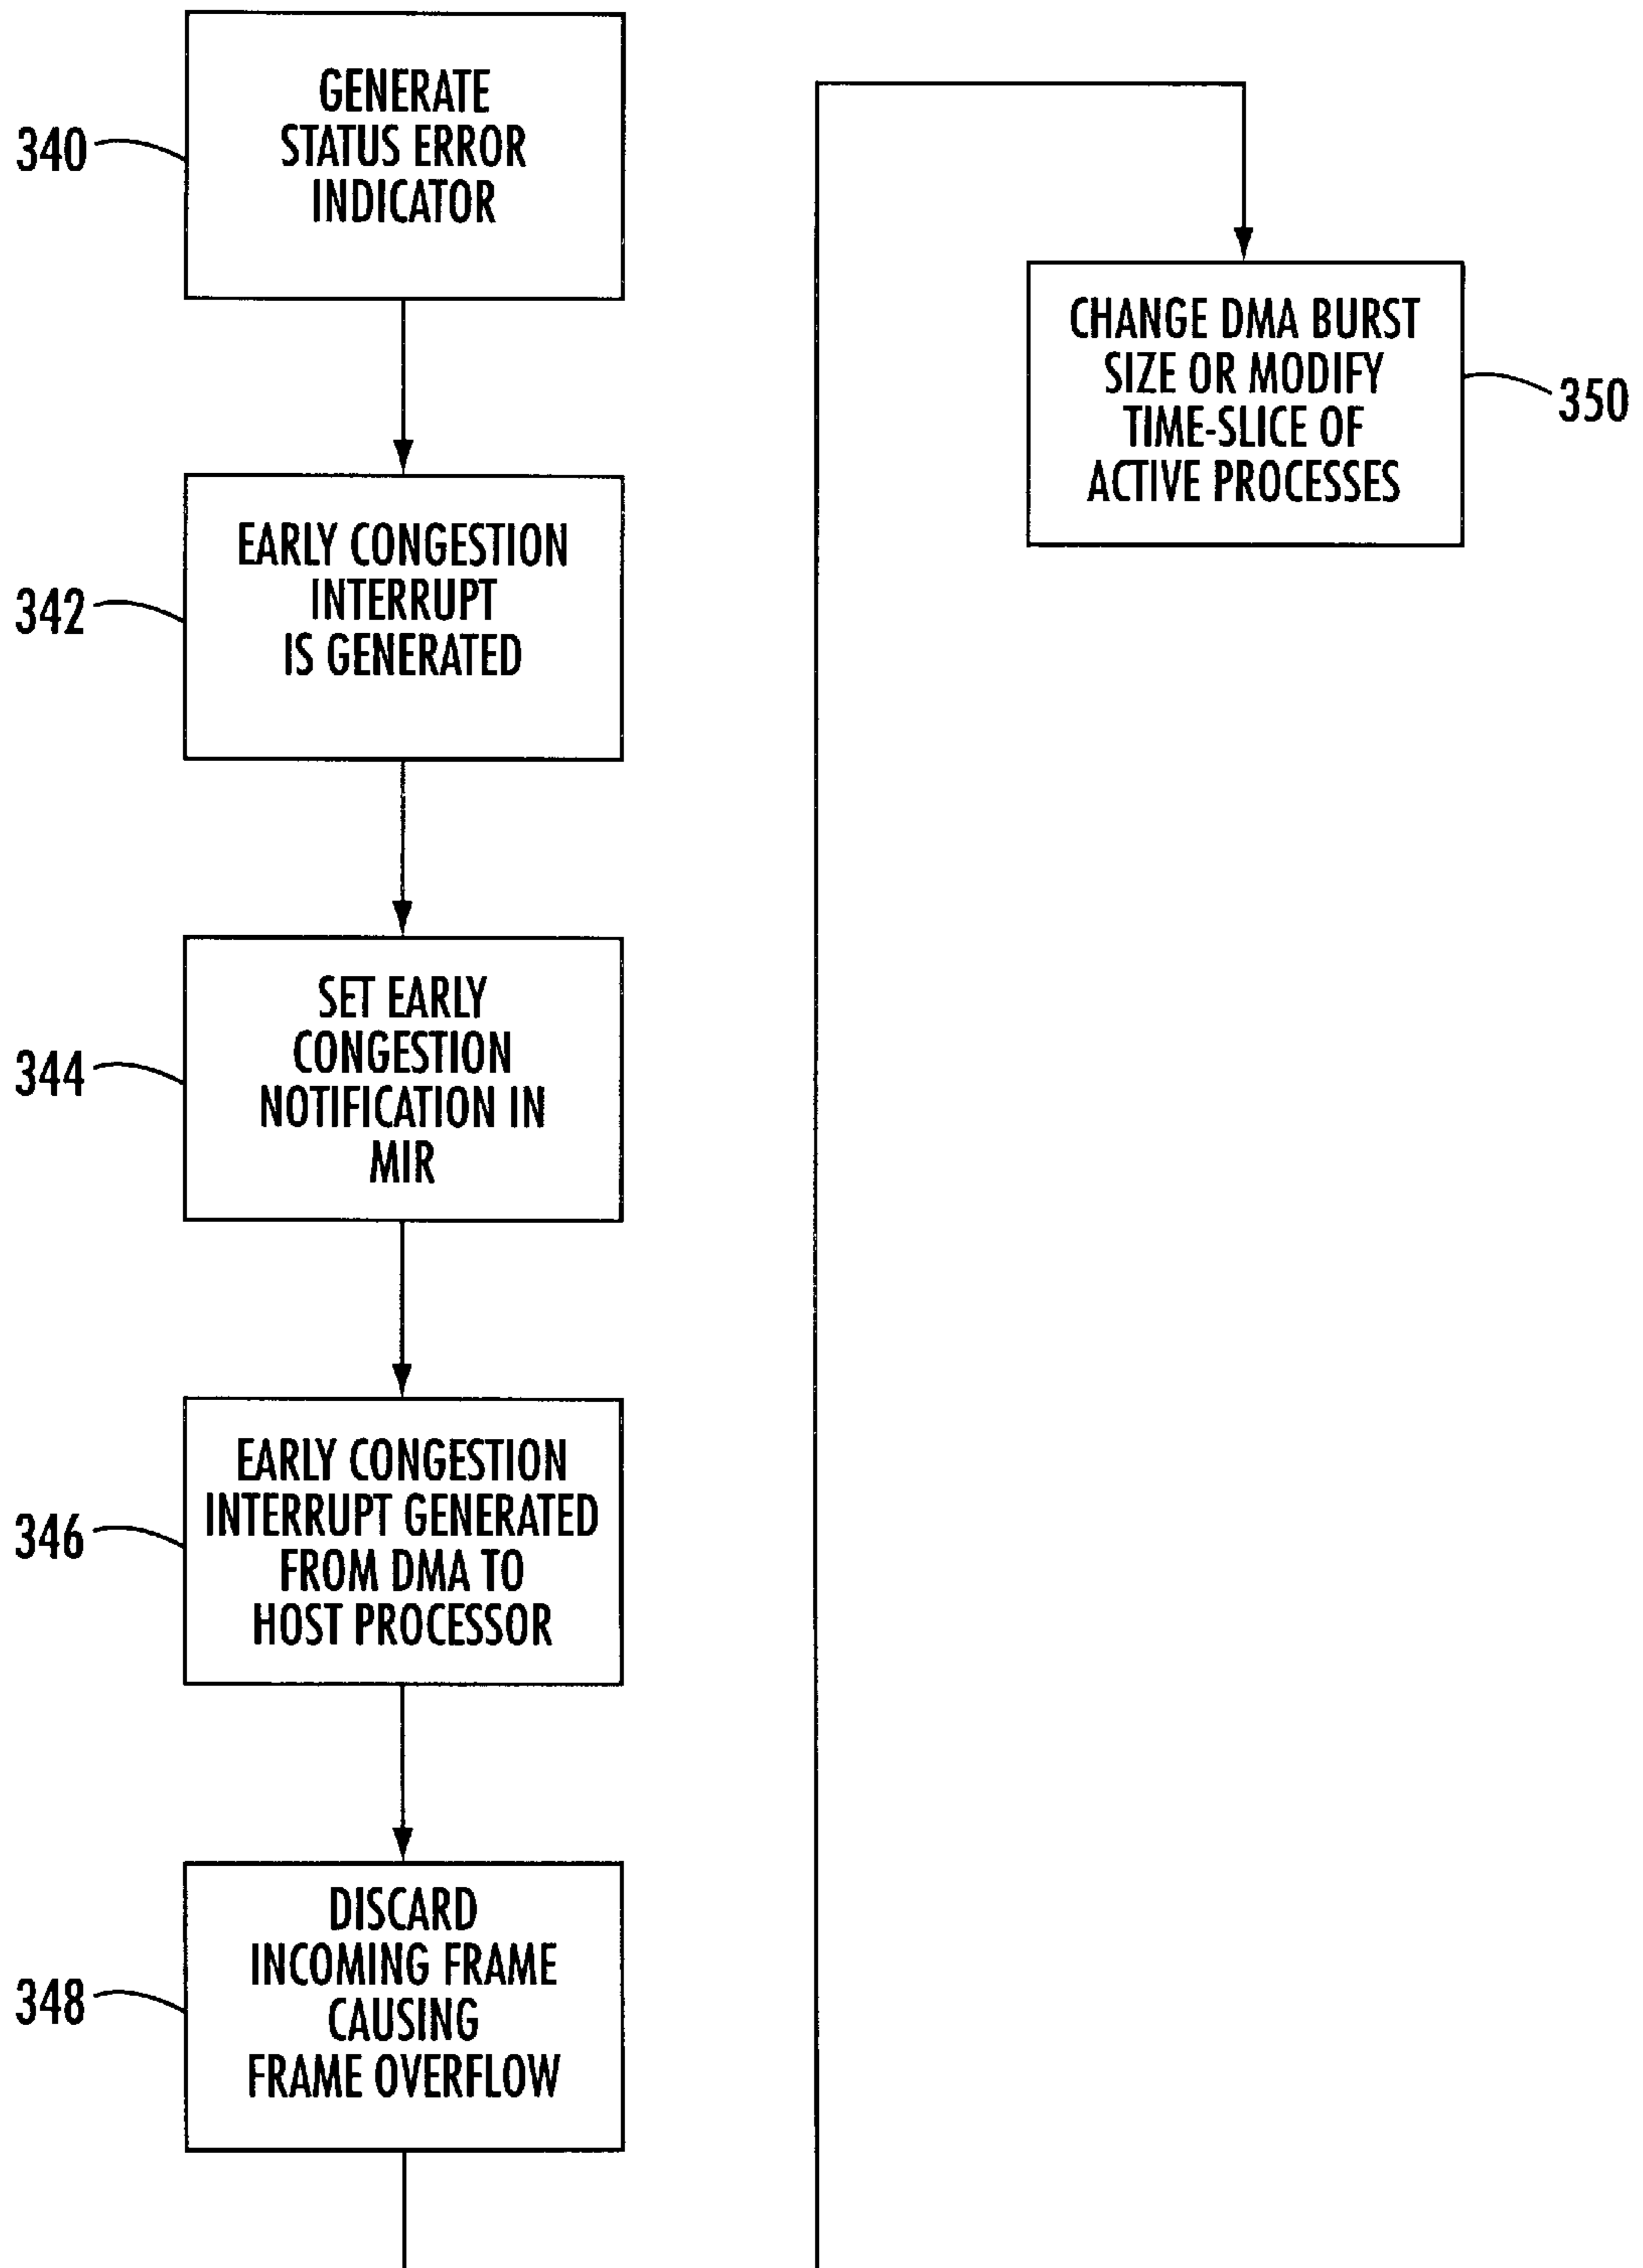 340
GENERATE
STATUS ERROR
INDICATOR
342
EARLY CONGESTION
INTERRUPT
IS GENERATED
344
SET EARLY
CONGESTION
NOTIFICATION IN
MIR
346
EARLY CONGESTION
INTERRUPT GENERATED
FROM DMA TO
HOST PROCESSOR
348
DISCARD
INCOMING FRAME
CAUSING
FRAME OVERFLOW
CHANGE DMA BURST
SIZE OR MODIFY
TIME-SLICE OF
ACTIVE PROCESSES
350